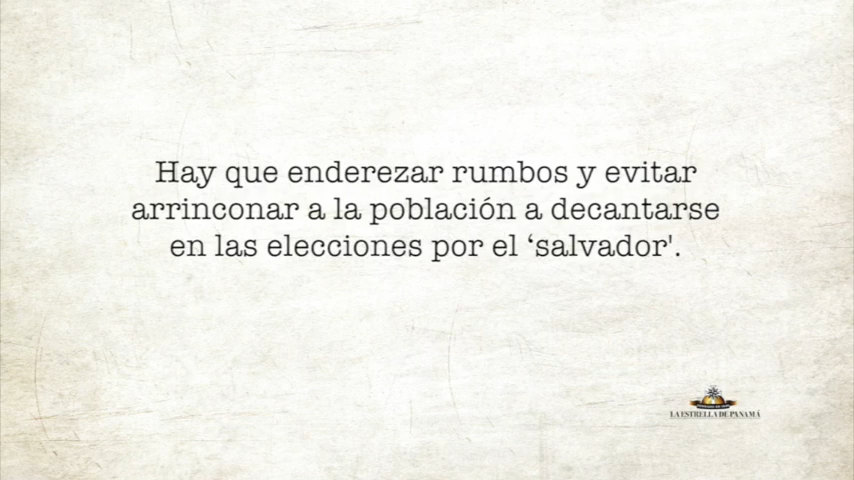 Hay que enderezar rumbos y evitar
arrinconar a la población a decantarse
en las elecciones por el ‘salvador'.
LA ESTRELLA DE PANAMÁ